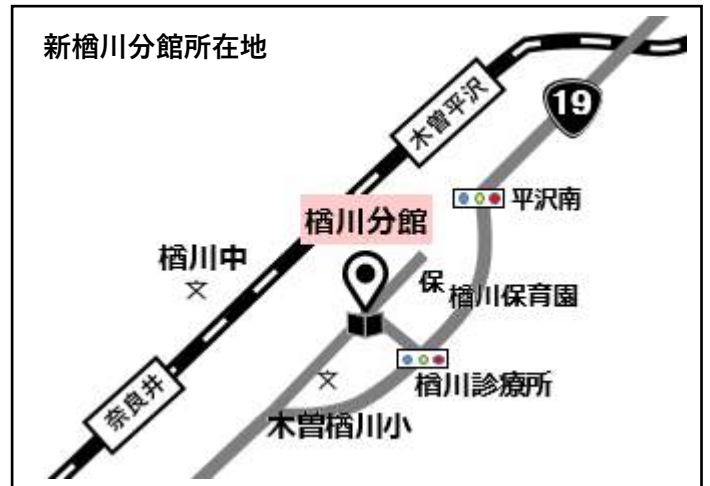 新楢川分館所在地
木曽平沢
19
平沢南
楢川分館
楢川中
保
楢川保育園
奈良井
楢川診療所
木曽楢川小